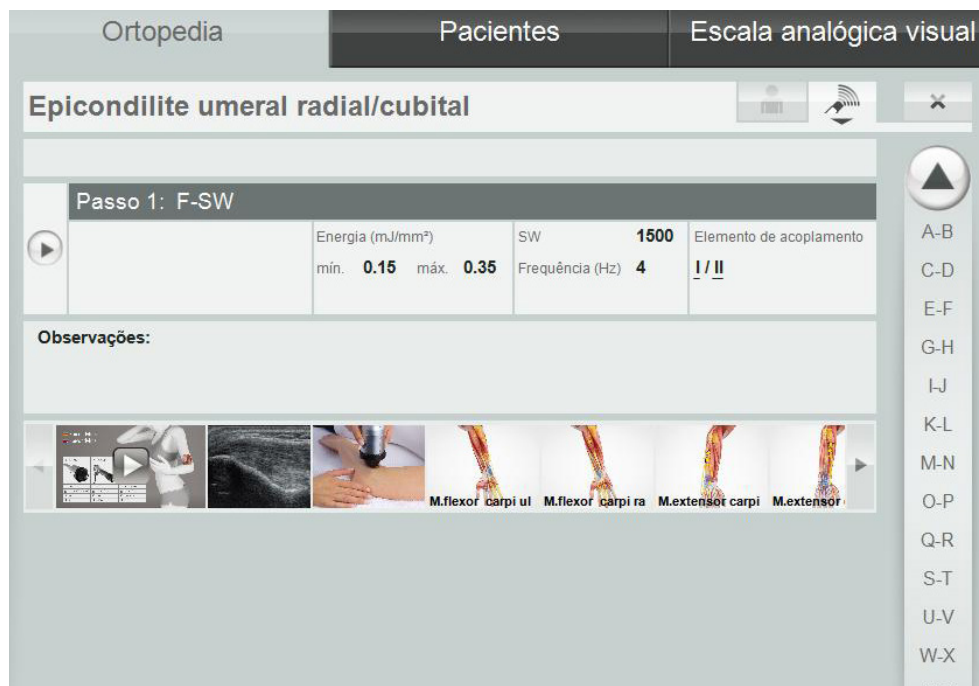 Ortopedia
Pacientes
Escala analógica visual
Epicondilite umeral radial/cubital
Passo 1: F-SW
Energia (mJ/mm²)
mín. 0.15 máx. 0.35
SW 1500
Frequência (Hz) 4
Elemento de acoplamento
I / II
Observações:
M.flexor carpi ul
M.flexor carpi ra
M.extensor carpi
M.extensor
A-B
C-D
E-F
G-H
I-J
K-L
M-N
O-P
Q-R
S-T
U-V
W-X